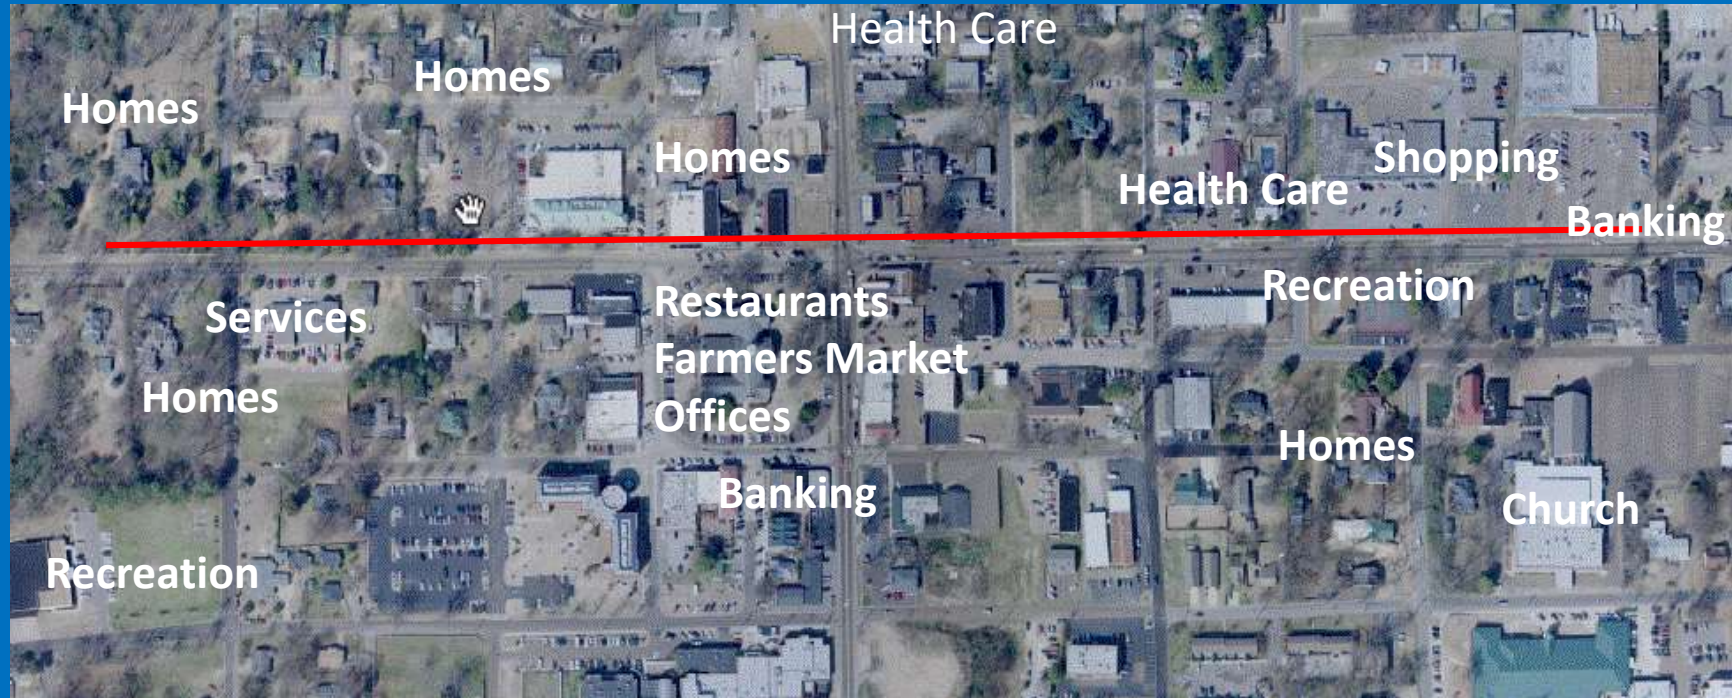 Health Care
Homes
Homes
Homes
Shopping
Health Care
Banking
Recreation
Restaurants
Services
Farmers Market
Homes
Offices
Homes
Banking
Church
Recreation